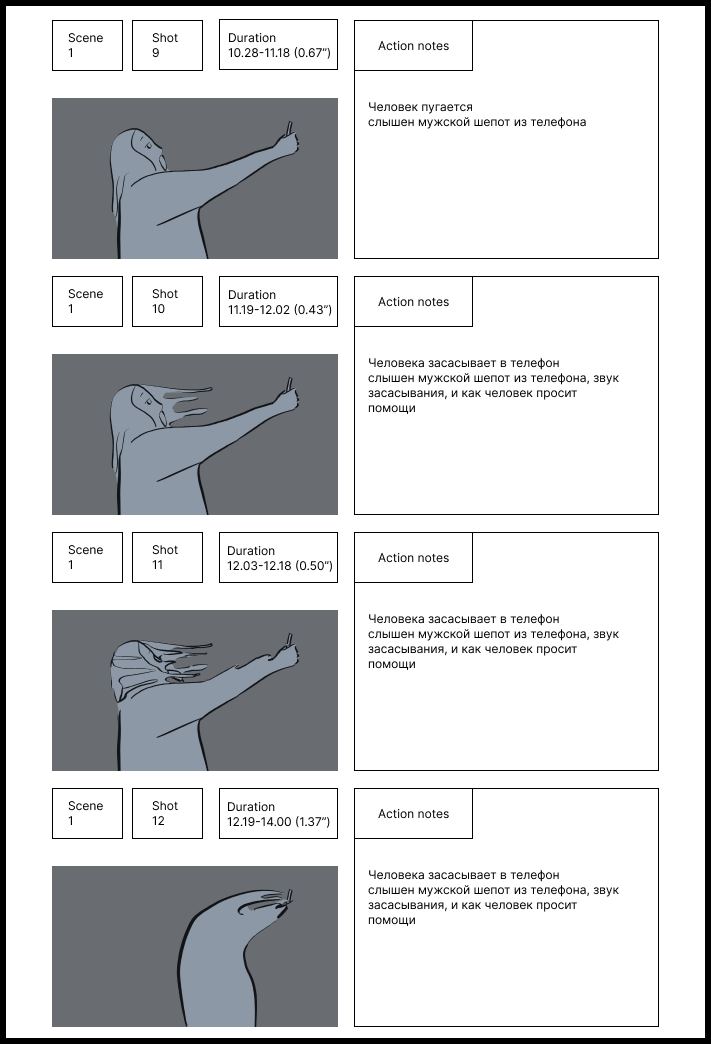 Scene
1
Shot
9
Duration
10.28-11.18 (0.67”)
Action notes
Человек пугается
слышен мужской шепот из телефона
Scene
1
Shot
10
Duration
11.19-12.02 (0.43”)
Action notes
Человека засасывает в телефон
слышен мужской шепот из телефона, звук
засасывания, и как человек просит
помощи
Scene
1
Shot
11
Duration
12.03-12.18 (0.50”)
Action notes
Человека засасывает в телефон
слышен мужской шепот из телефона, звук
засасывания, и как человек просит
помощи
Scene
1
Shot
12
Duration
12.19-14.00 (1.37”)
Action notes
Человека засасывает в телефон
слышен мужской шепот из телефона, звук
засасывания, и как человек просит
помощи